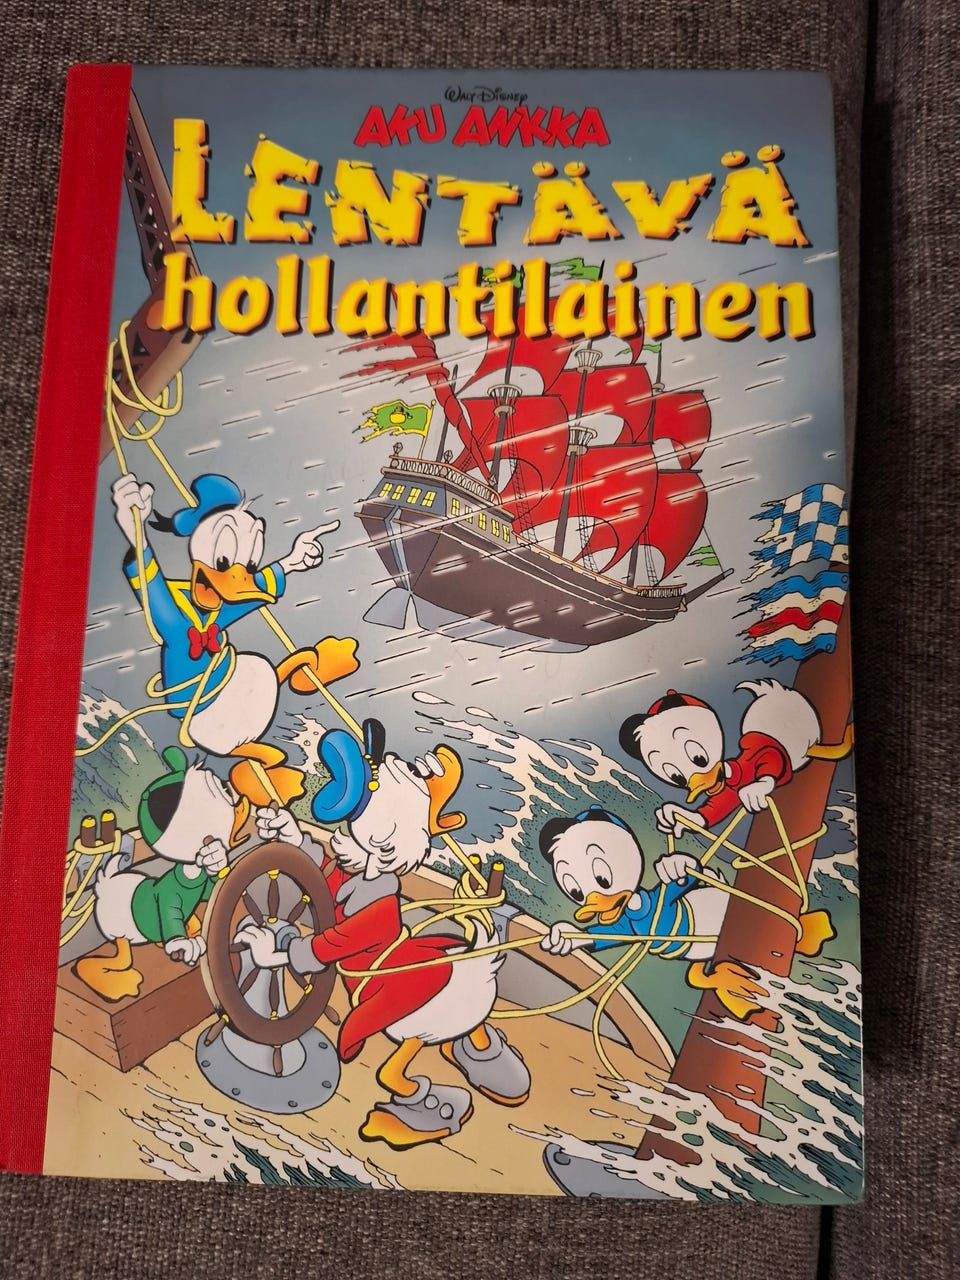 Walt Disney
AKU ANKKA
LENTÄVÄ
hollantilainen